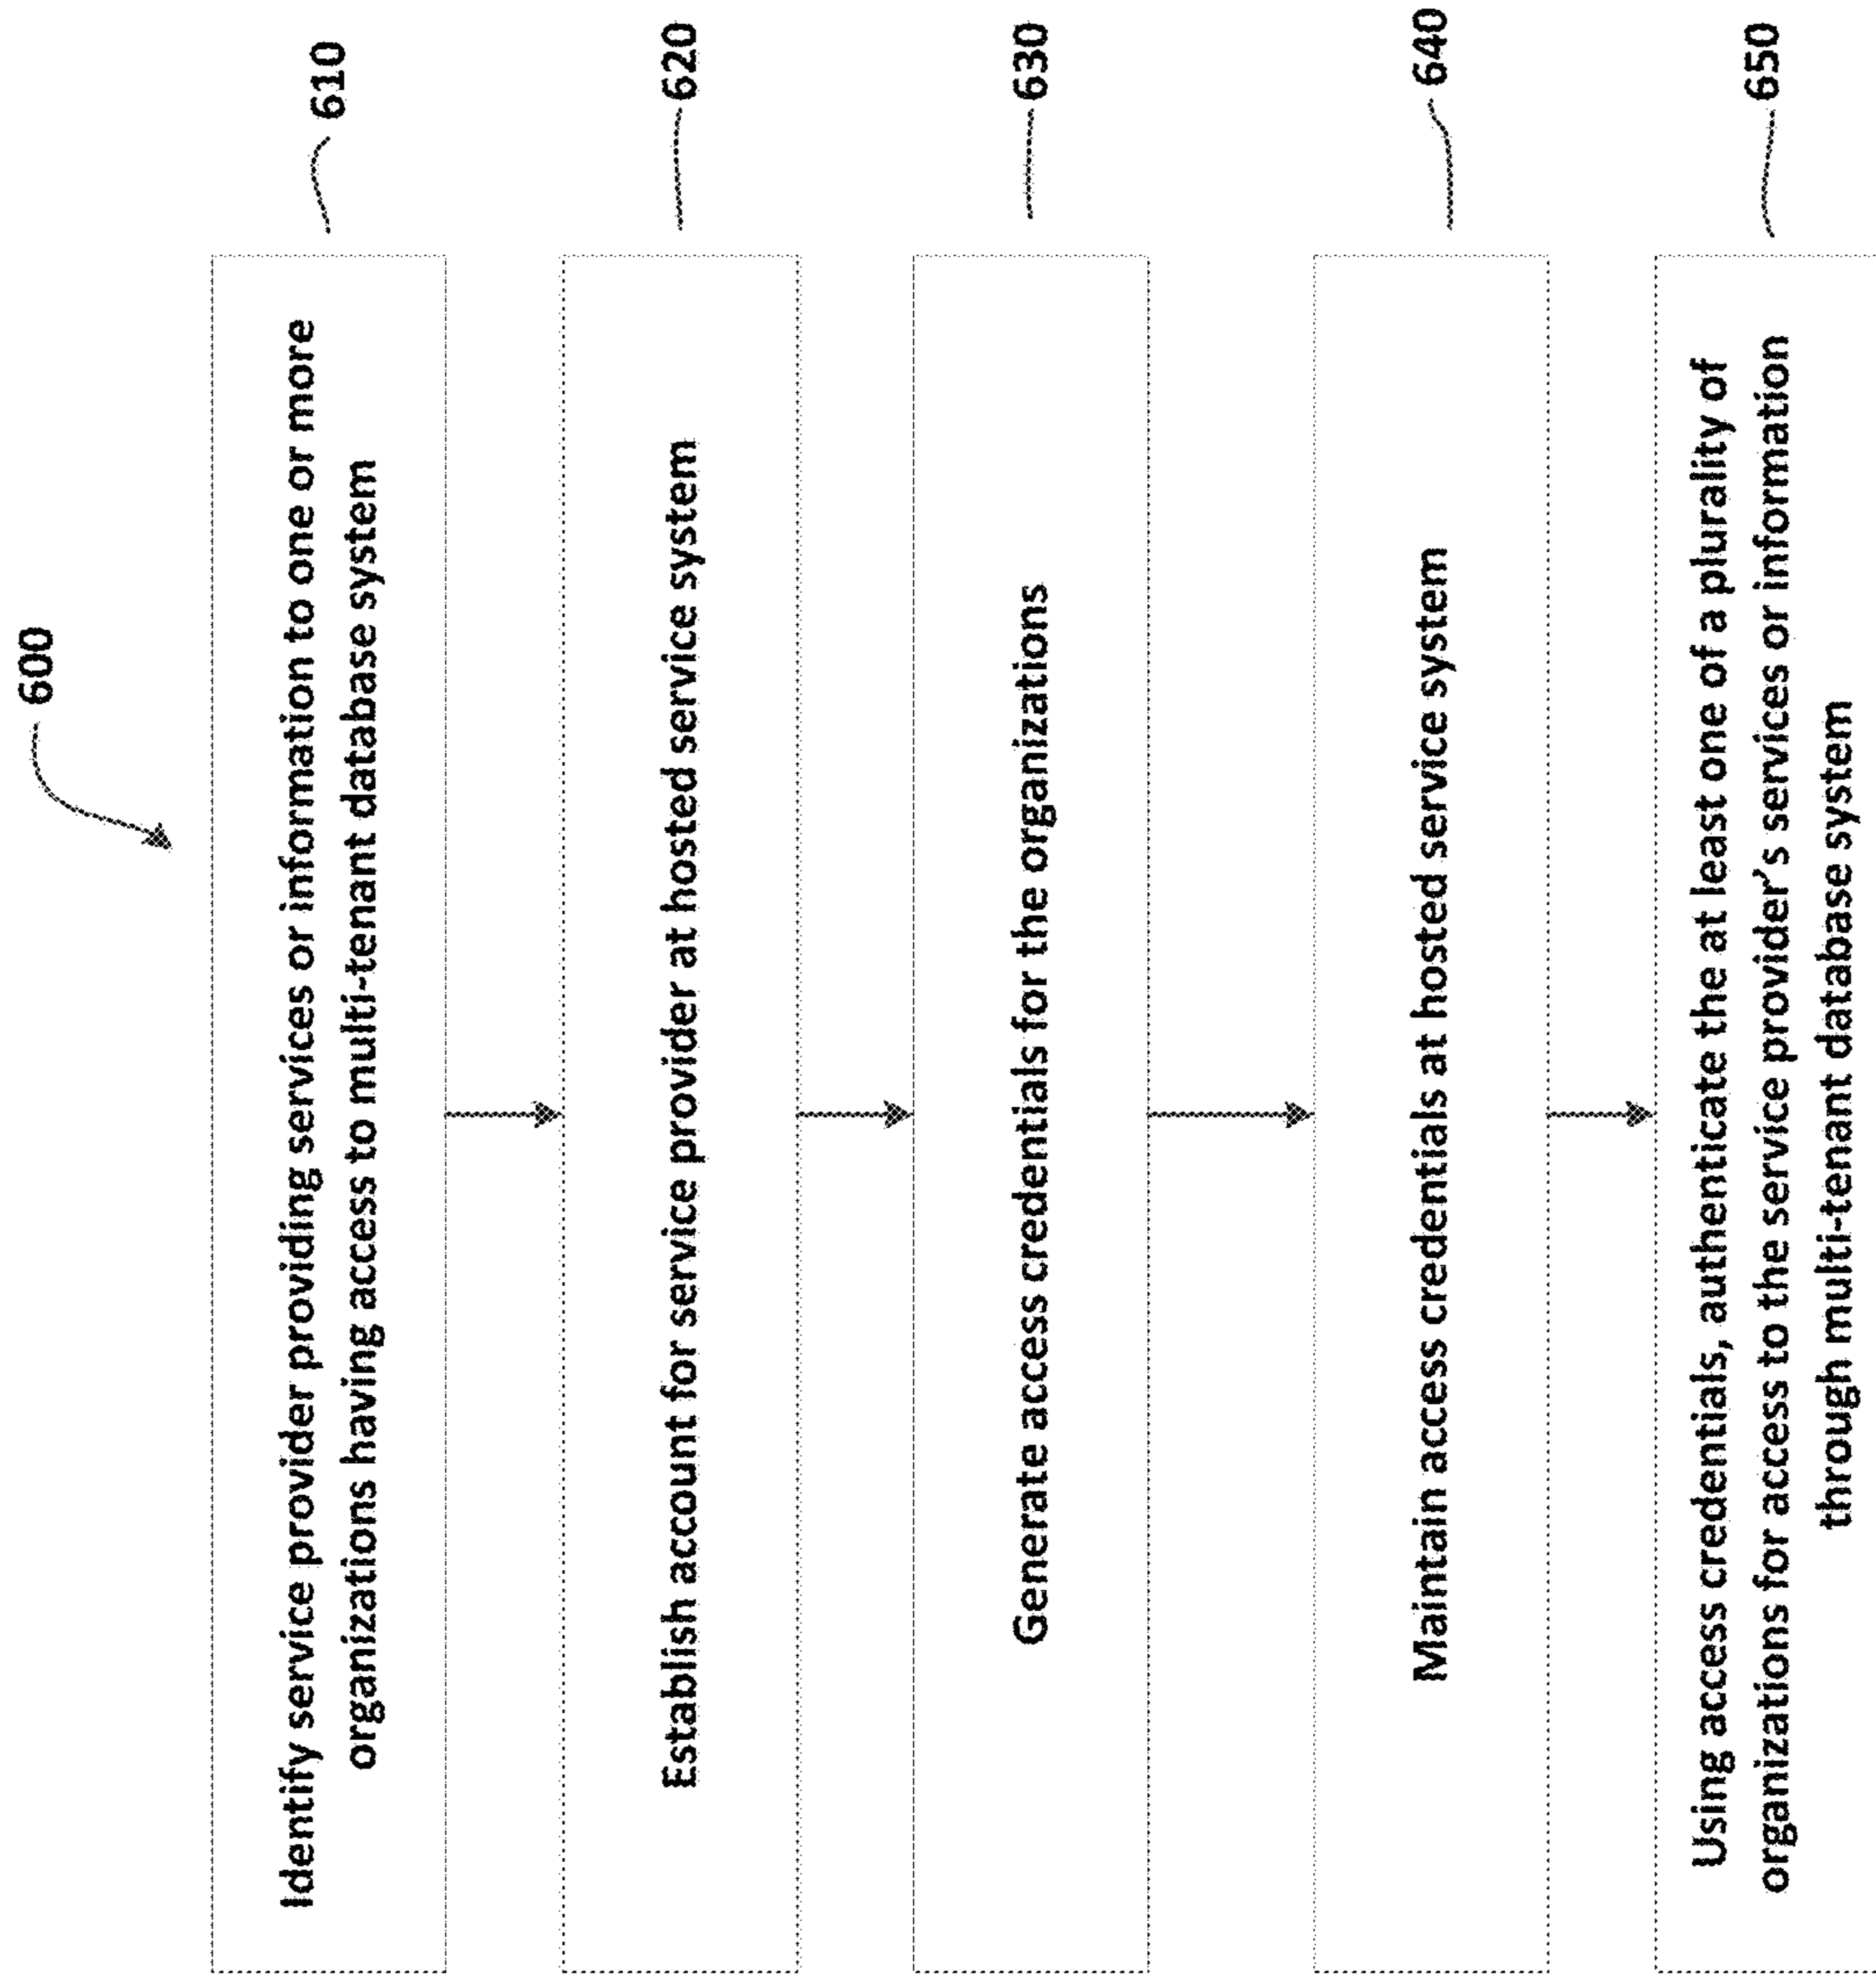 600
Identify service provider providing services or information to one or more
organizations having access to multi-tenant database system
610
Establish account for service provider at hosted service system
620
Generate access credentials for the organizations
630
Maintain access credentials at hosted service system
640
Using access credentials, authenticate the at least one of a plurality of
organizations for access to the service provider's services or information
through multi-tenant database system
650